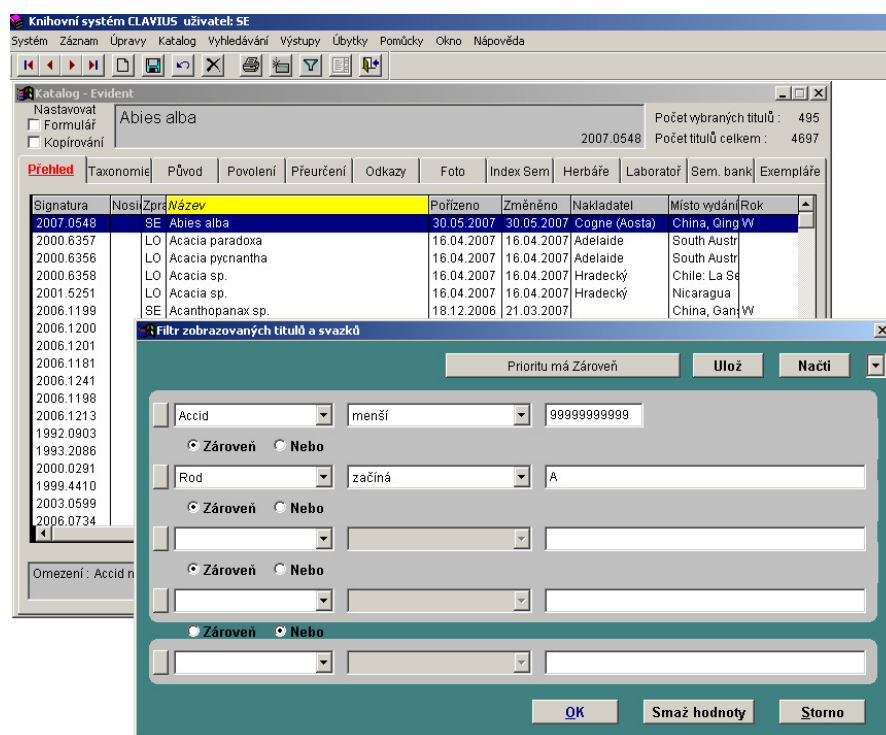 Knihovní systém CLAVIUS uživatel: SE
Systém Záznam Úpravy Katalog Vyhledávání Výstupy Úbytky Pomůcky Okno Nápověda
Katalog - Evident
Nastavovat
Formulář
Kopírování
Abies alba
2007.0548
Počet vybraných titulů : 495
Počet titulů celkem : 4697
Přehled Taxonomie Původ Povolení Přeurčení Odkazy Foto Index Sem Herbáře Laboratoř Sem. bank Exempláře
Signatura Nosič Zpra Název Pořízeno Změněno Nakladatel Místo vydání Rok
2007.0548 SE Abies alba 30.05.2007 30.05.2007 Cogne (Aosta) China, Qing W
2000.6357 LO Acacia paradoxa 16.04.2007 16.04.2007 Adelaide South Austr
2000.6356 LO Acacia pycnantha 16.04.2007 16.04.2007 Adelaide South Austr
2000.6358 LO Acacia sp. 16.04.2007 16.04.2007 Hradecký Chile: La Se
2001.5251 LO Acacia sp. 16.04.2007 16.04.2007 Hradecký Nicaragua
2006.1199 SE Acanthopanax sp. 18.12.2006 21.03.2007 China, Gan W
2006.1200
2006.1201
2006.1181
2006.1241
2006.1198
2006.1213
1992.0903
1993.2086
2000.0291
1999.4410
2003.0599
2006.0734
Omezení : Accid n
Filtr zobrazovaných titulů a svazků
Prioritu má Zároveň Ulož Načti
Accid menší 99999999999
Zároveň Nebo
Rod začíná A
Zároveň Nebo
Zároveň Nebo
Zároveň Nebo
OK Smaž hodnoty Storno